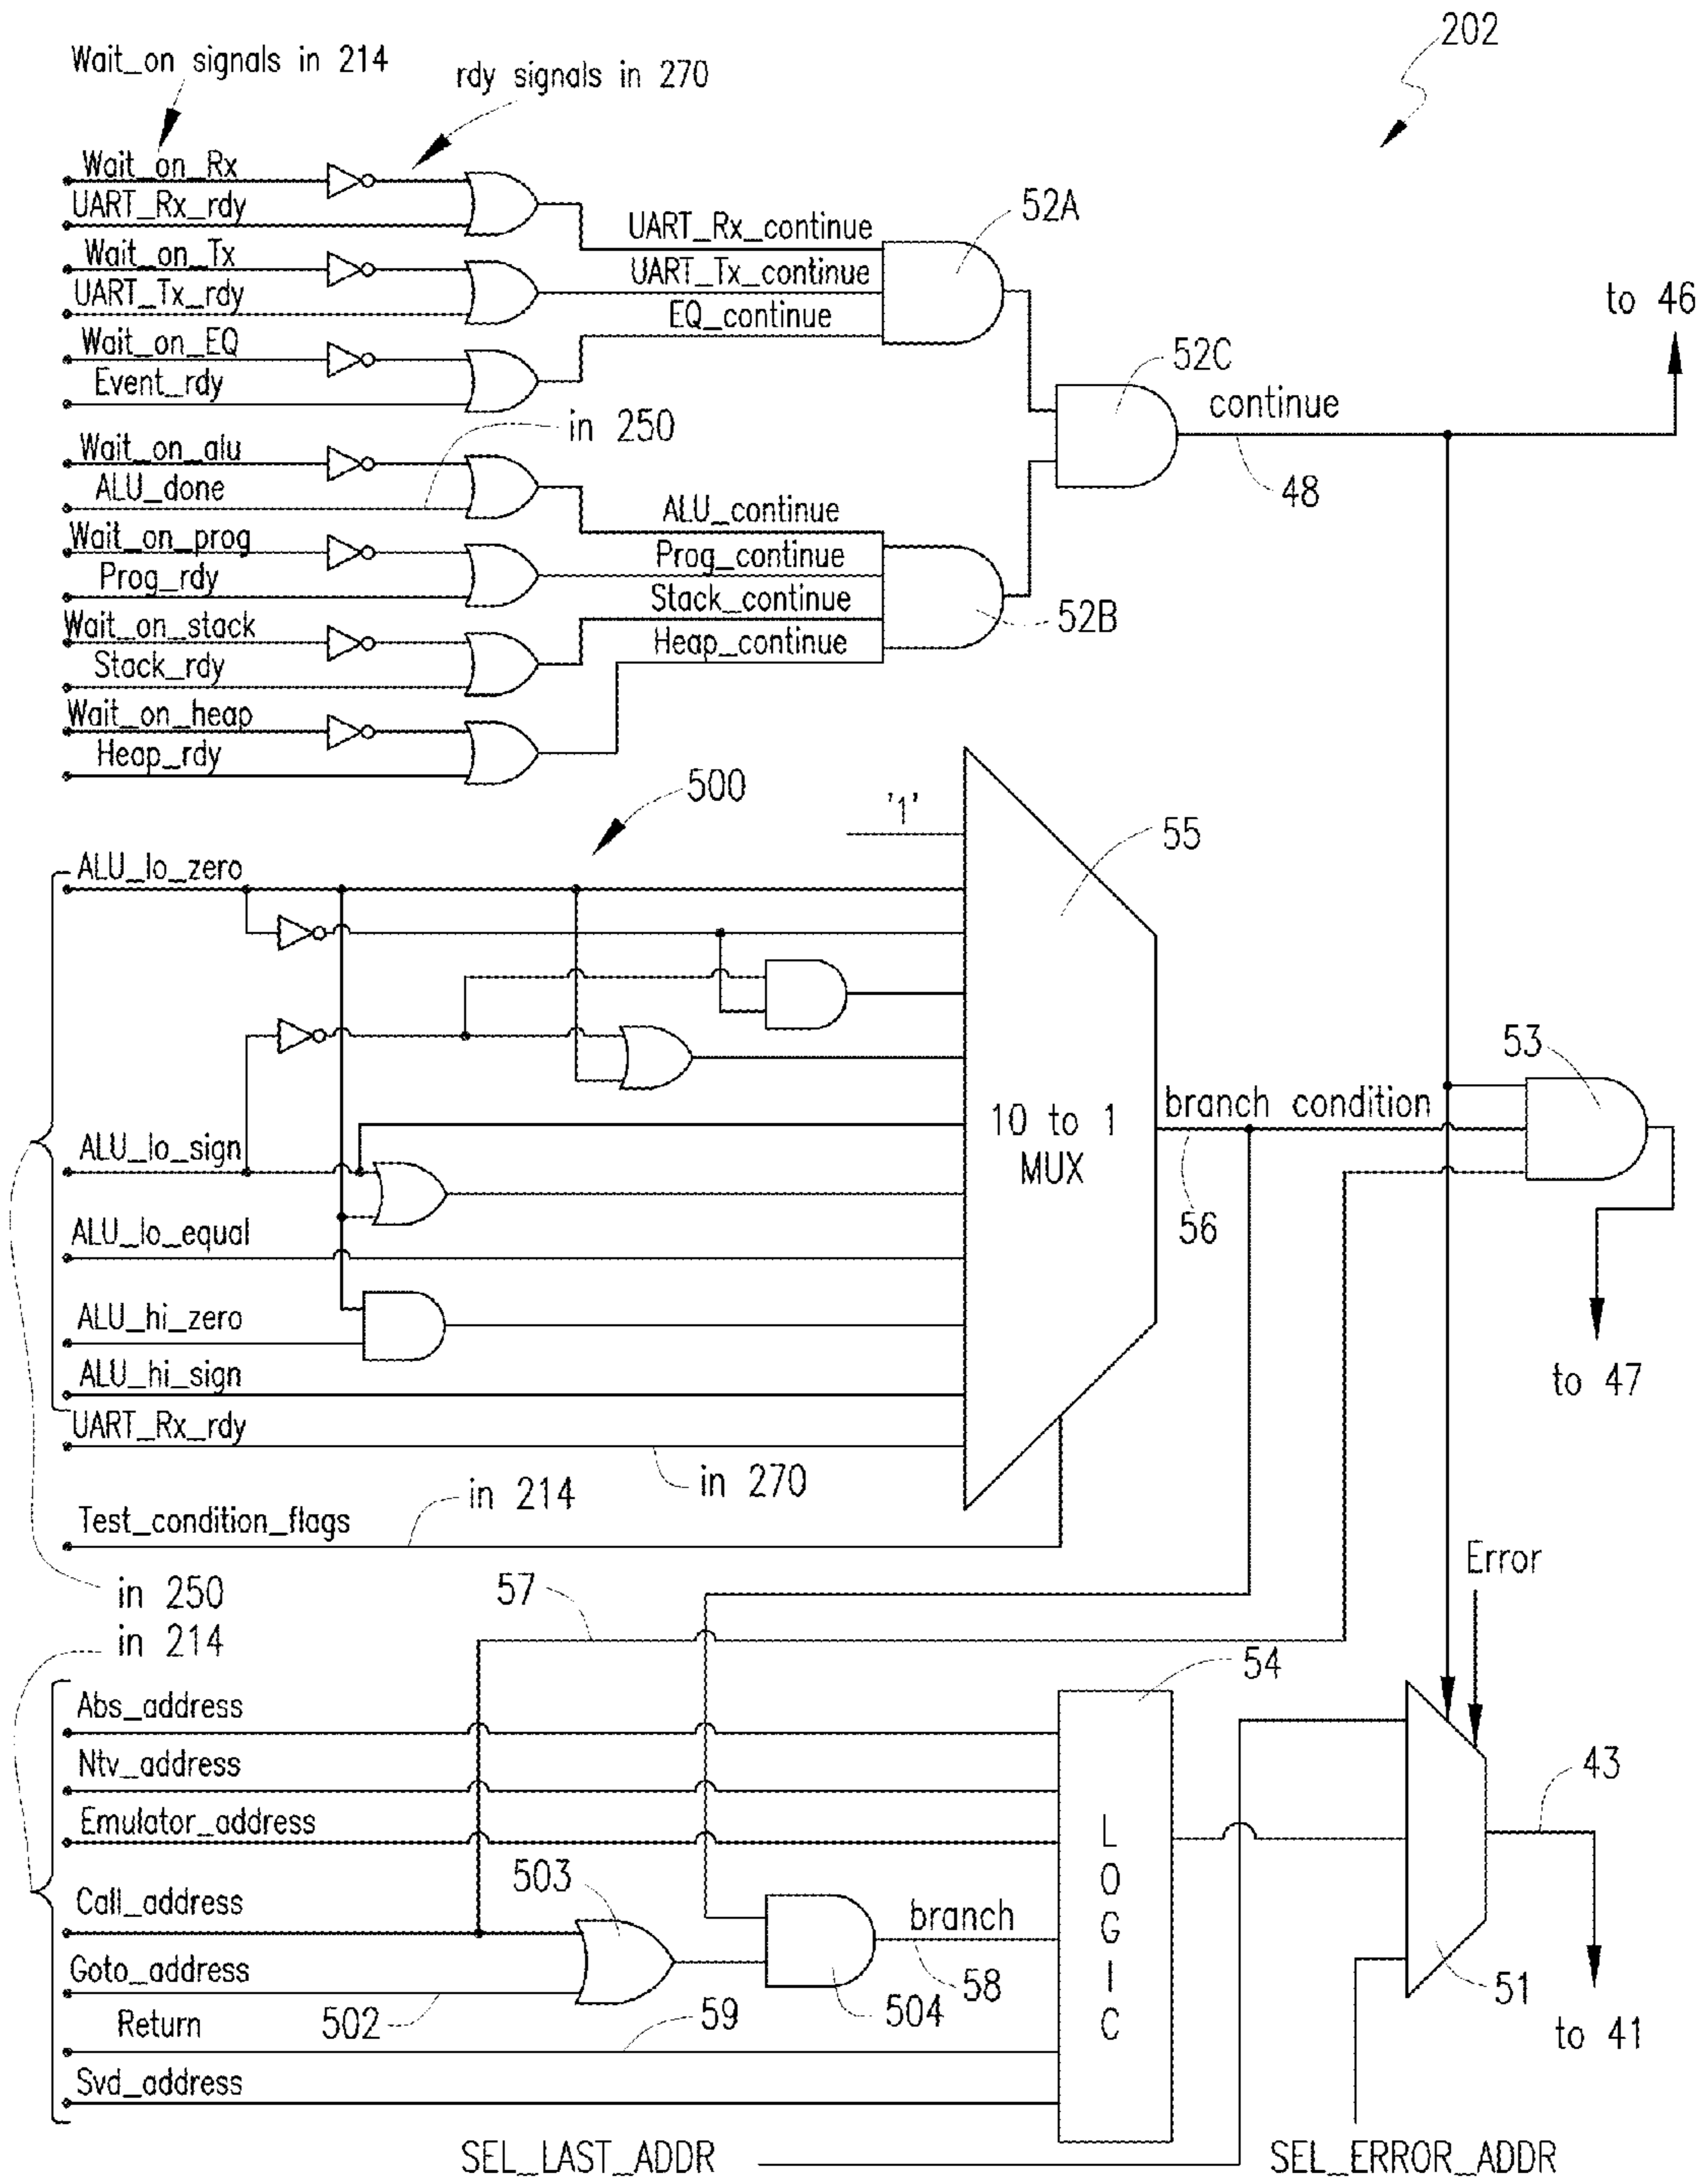 202
Wait_on signals in 214
rdy signals in 270
Wait_on_Rx
UART_Rx_rdy
52A
UART_Rx_continue
Wait_on_Tx
UART_Tx_continue
UART_Tx_rdy
to 46
EQ_continue
Wait_on_EQ
52C
Event_rdy
continue
in 250
Wait_on_alu
ALU_done
48
ALU_continue
Wait_on_prog
Prog_continue
Prog_rdy
Stack_continue
52B
Wait_on_stack
Heap_continue
Stack_rdy
Wait_on_heap
Heap_rdy
500
'1'
55
ALU_lo_zero
53
branch condition
10 to 1
MUX
ALU_lo_sign
56
ALU_lo_equal
ALU_hi_zero
ALU_hi_sign
to 47
UART_Rx_rdy
in 270
in 214
Test_condition_flags
Error
in 250
57
in 214
54
Abs_address
Ntv_address
43
Emulator_address
LOGIC
503
Call_address
branch
Goto_address
58
51
502
504
Return
59
to 41
Svd_address
SEL_LAST_ADDR
SEL_ERROR_ADDR